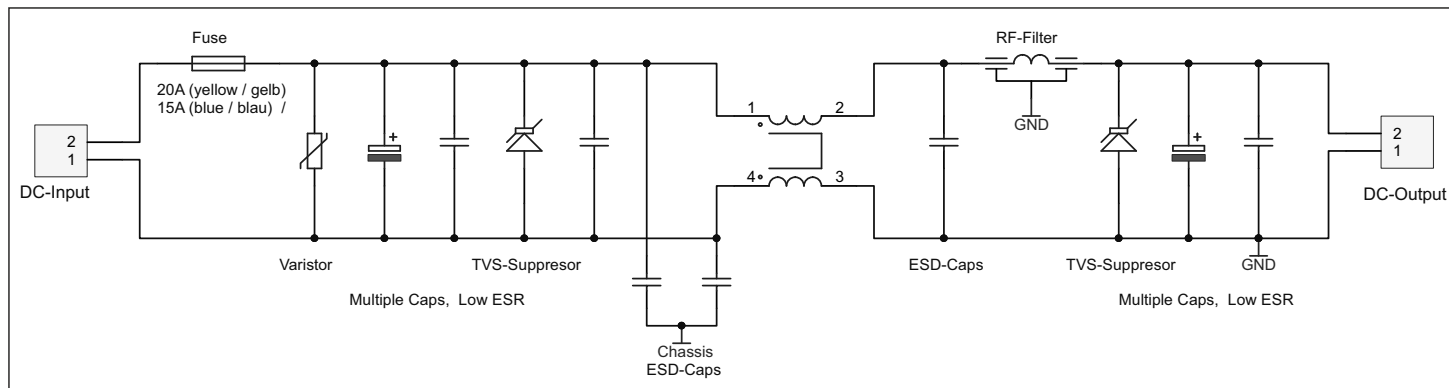 Fuse
20A (yellow / gelb)
15A (blue / blau) /
RF-Filter
GND
1
2
4
3
2
1
DC-Input
+
+
2
1
DC-Output
Varistor
TVS-Suppresor
Multiple Caps, Low ESR
ESD-Caps
TVS-Suppresor
GND
Multiple Caps, Low ESR
Chassis
ESD-Caps